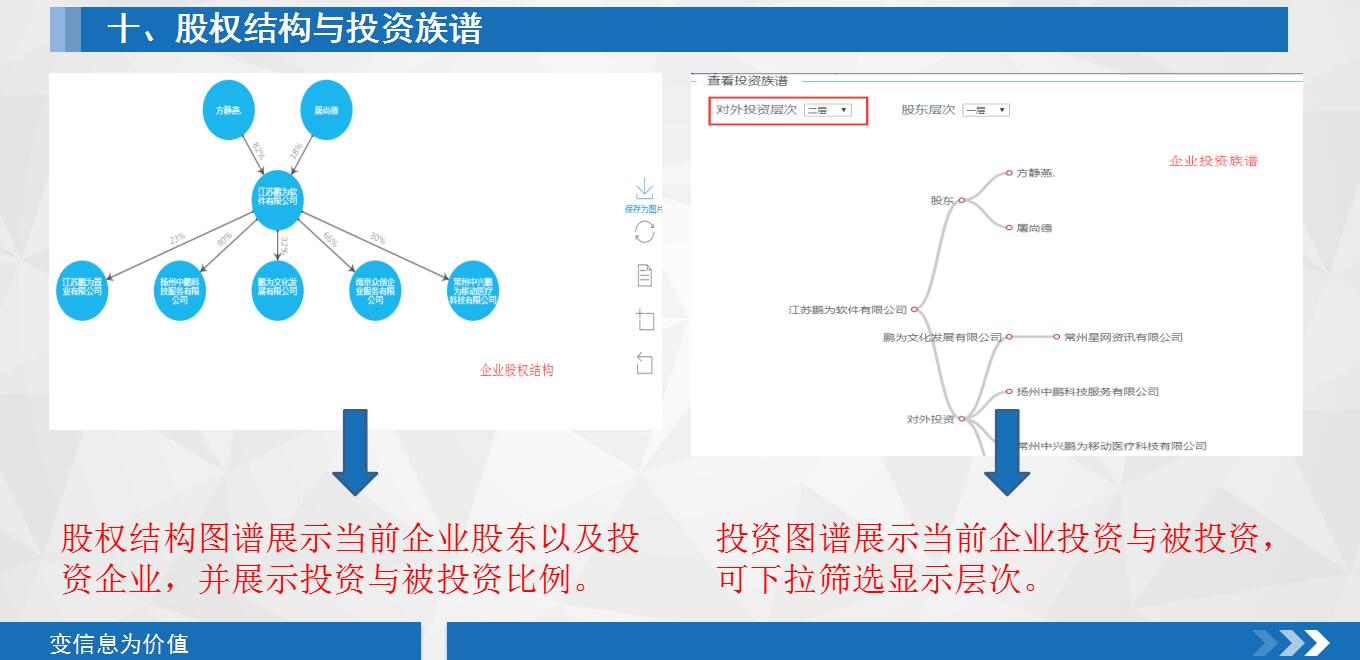 十、股权结构与投资族谱
方静燕.
屠尚德
82%
18%
江苏鹏为软
件有限公司
23%
90%
32%
66%
30%
江苏鹏为置
业有限公司
扬州中鹏科
技服务有限
公司
鹏为文化发
展有限公司
南京众创企
业服务有限
公司
常州中兴鹏
为移动医疗
科技有限公司
保存为图片
企业股权结构
查看投资族谱
对外投资层次 二层
股东层次 一层
企业投资族谱
方静燕.
股东
屠尚德
江苏鹏为软件有限公司
鹏为文化发展有限公司
常州星网资讯有限公司
扬州中鹏科技服务有限公司
对外投资
常州中兴鹏为移动医疗科技有限公司
股权结构图谱展示当前企业股东以及投
资企业，并展示投资与被投资比例。
投资图谱展示当前企业投资与被投资，
可下拉筛选显示层次。
变信息为价值